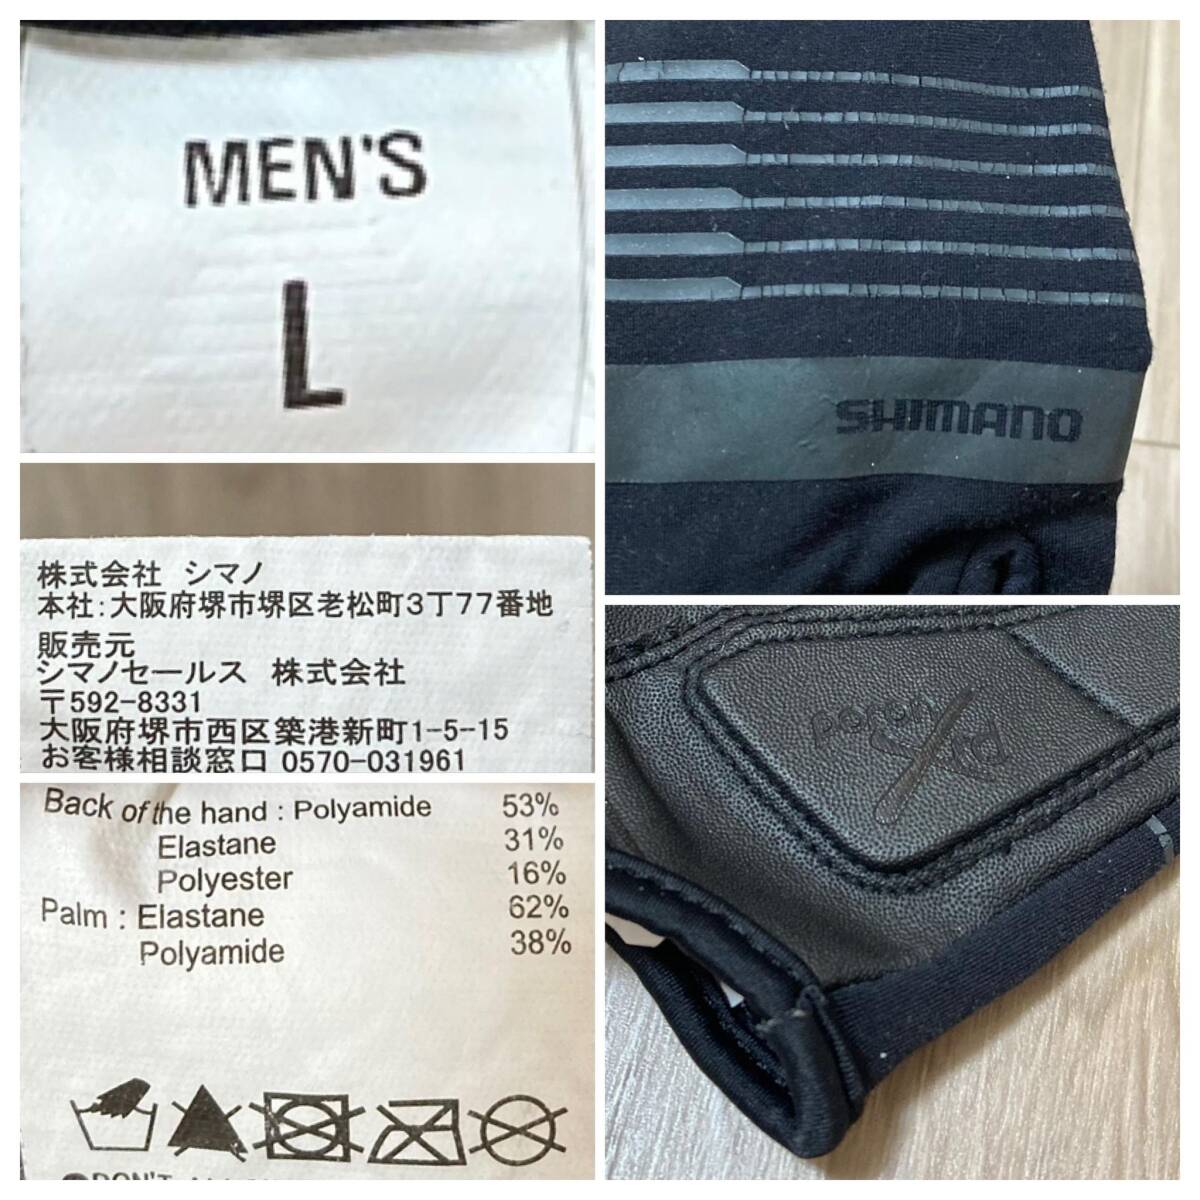 MEN'S
L
SHIMANO
株式会社 シマノ
本社:大阪府堺市堺区老松町3丁77番地
販売元
シマノセールス 株式会社
〒592-8331
大阪府堺市西区築港新町1-5-15
お客様相談窓口 0570-031961
Back of the hand : Polyamide 53%
Elastane 31%
Polyester 16%
Palm : Elastane 62%
Polyamide 38%
DON'T
poron
XRD